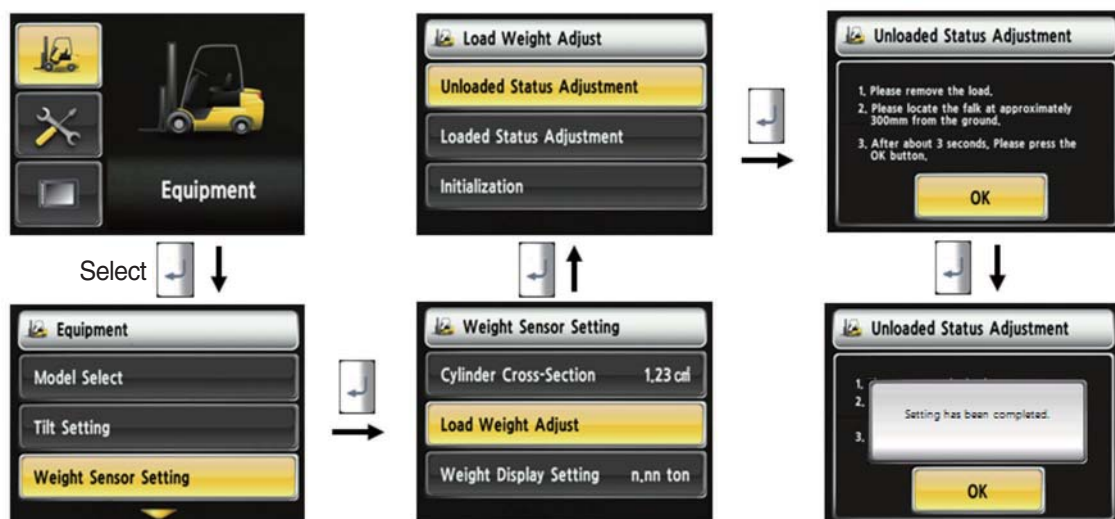 Equipment
Select
Equipment
Model Select
Tilt Setting
Weight Sensor Setting
Weight Sensor Setting
Cylinder Cross-Section 1.23 ㎠
Load Weight Adjust
Weight Display Setting n.nn ton
Load Weight Adjust
Unloaded Status Adjustment
Loaded Status Adjustment
Initialization
Unloaded Status Adjustment
1. Please remove the load.
2. Please locate the falk at approximately
300mm from the ground.
3. After about 3 seconds, Please press the
OK button.
OK
Unloaded Status Adjustment
1.
2.
3.
Setting has been completed.
OK